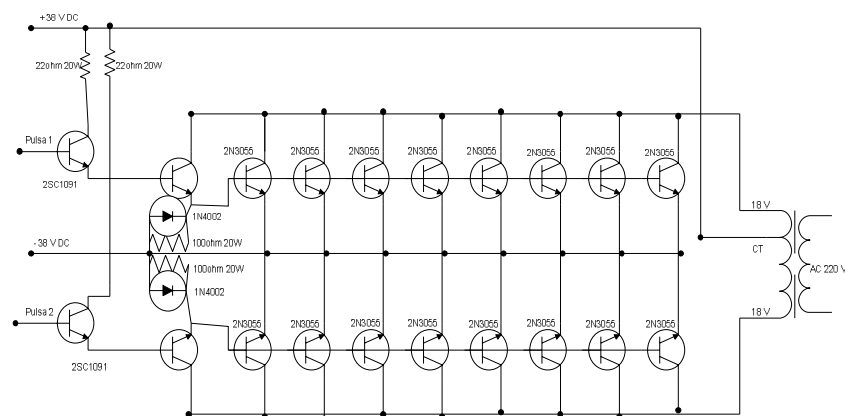 +38 V DC
22ohm 20W
22ohm 20W
Pulsa 1
2SC1091
2N3055
2N3055
2N3055
2N3055
2N3055
2N3055
2N3055
2N3055
1N4002
100ohm 20W
-38 V DC
100ohm 20W
1N4002
18 V
CT
AC 220 V
18 V
Pulsa 2
2SC1091
2N3055
2N3055
2N3055
2N3055
2N3055
2N3055
2N3055
2N3055